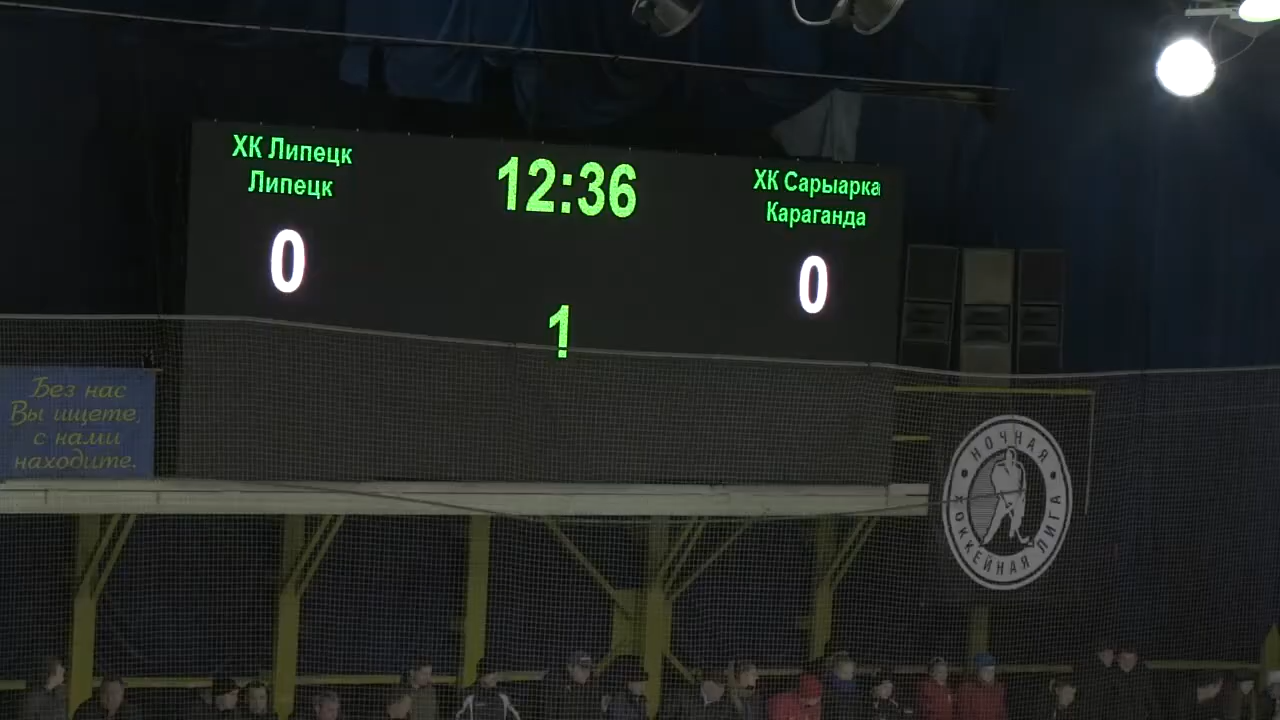 ХК Липецк
Липецк
12:36
ХК Сарыарка
Караганда
0
0
1
Без нас
Вы ищете,
с нами
находите.
НОЧНАЯ
ХОККЕЙНАЯ ЛИГА